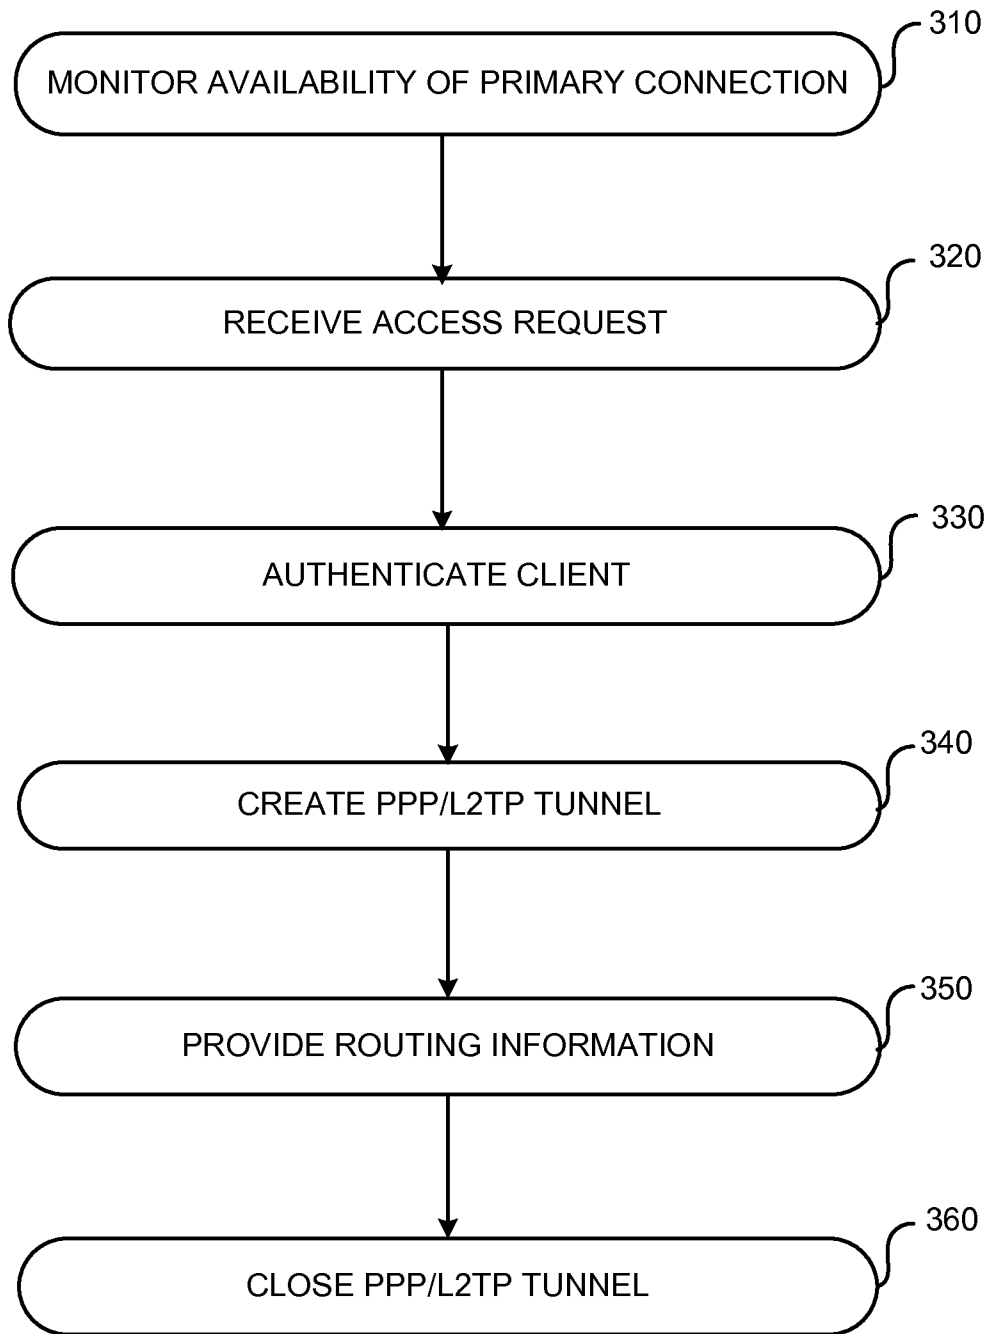 310
MONITOR AVAILABILITY OF PRIMARY CONNECTION
320
RECEIVE ACCESS REQUEST
330
AUTHENTICATE CLIENT
340
CREATE PPP/L2TP TUNNEL
350
PROVIDE ROUTING INFORMATION
360
CLOSE PPP/L2TP TUNNEL